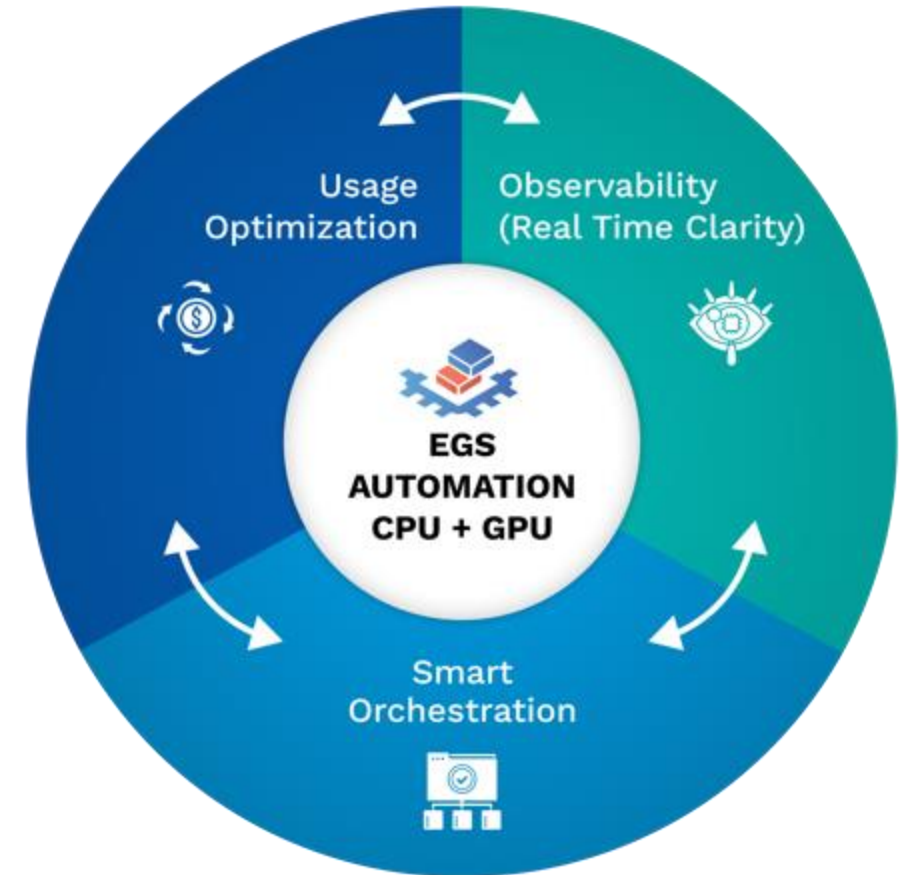 Usage
Optimization
Observability
(Real Time Clarity)
$
EGS
AUTOMATION
CPU + GPU
Smart
Orchestration